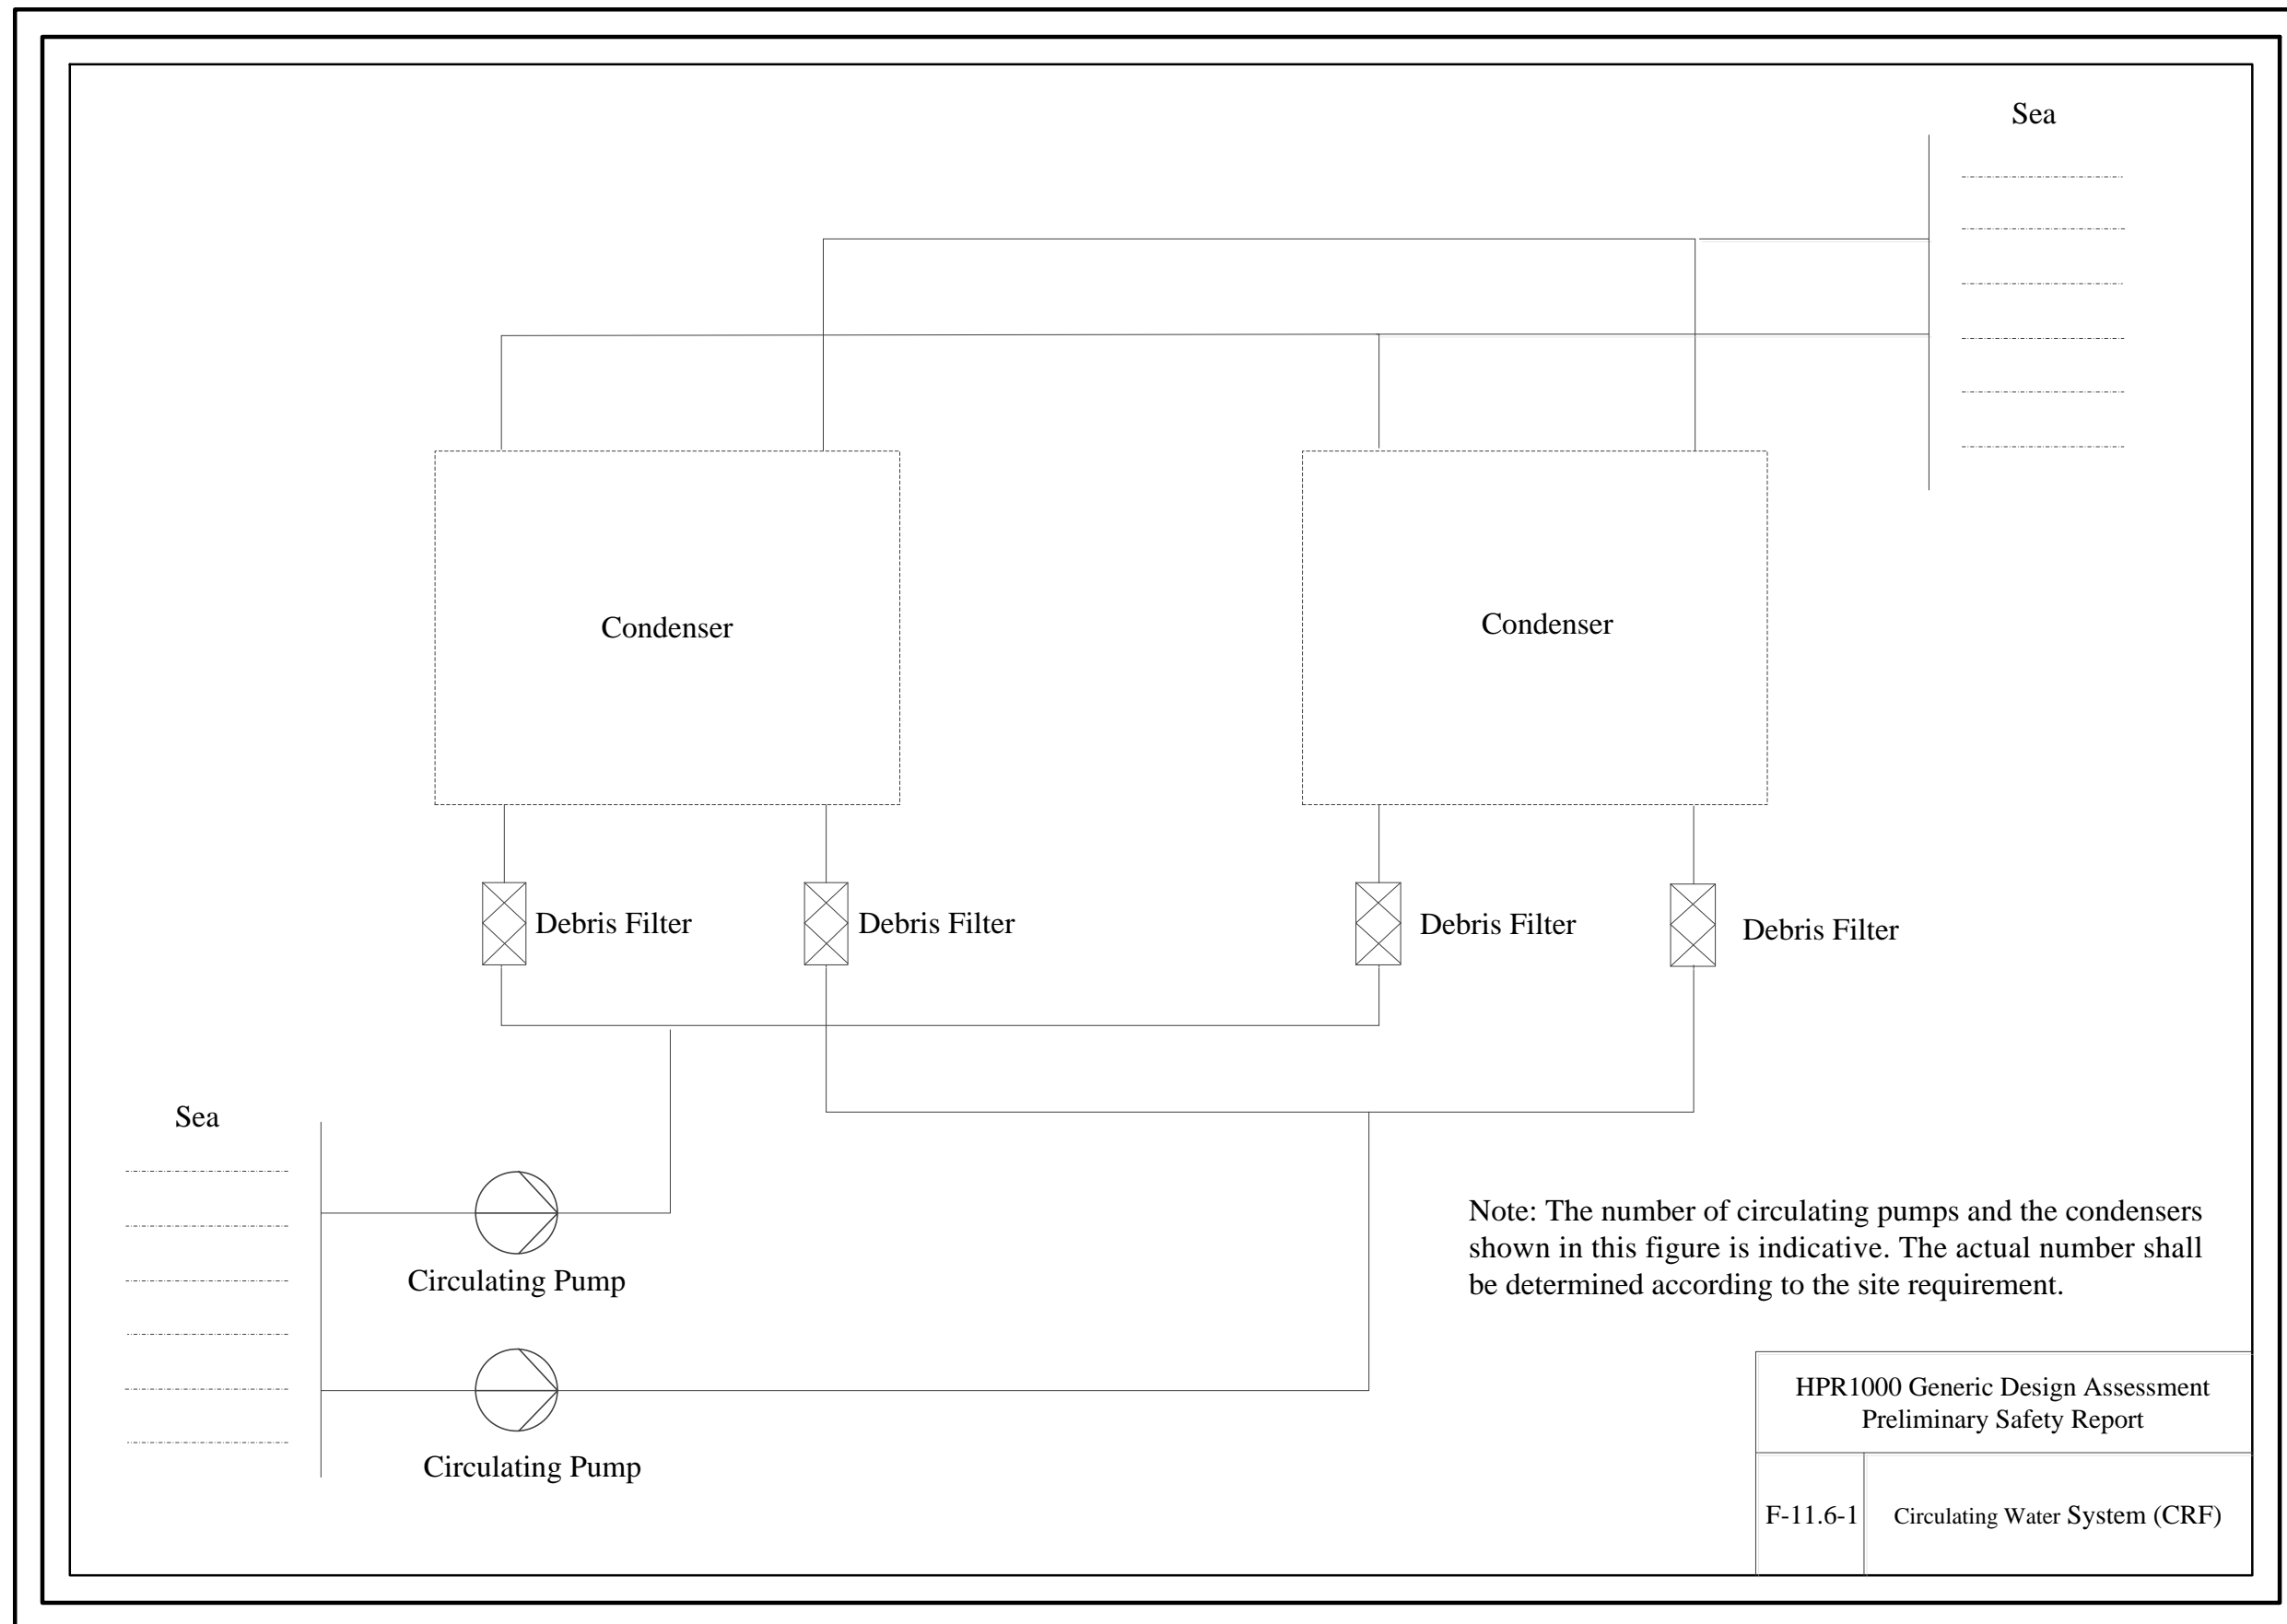 Sea
Condenser
Condenser
Debris Filter
Debris Filter
Debris Filter
Debris Filter
Sea
Circulating Pump
Circulating Pump
Note: The number of circulating pumps and the condensers
shown in this figure is indicative. The actual number shall
be determined according to the site requirement.
HPR1000 Generic Design Assessment
Preliminary Safety Report
F-11.6-1
Circulating Water System (CRF)